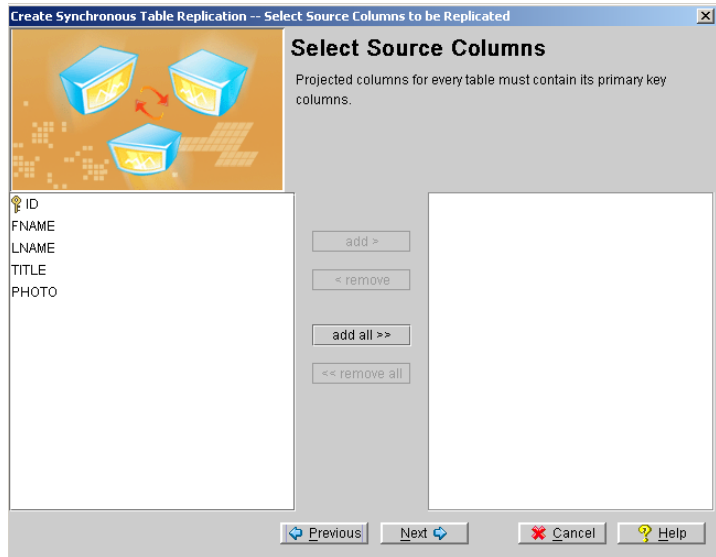 Create Synchronous Table Replication -- Select Source Columns to be Replicated
Select Source Columns
Projected columns for every table must contain its primary key
columns.
ID
FNAME
LNAME
TITLE
PHOTO
add >
< remove
add all >>
<< remove all
Previous
Next
Cancel
Help